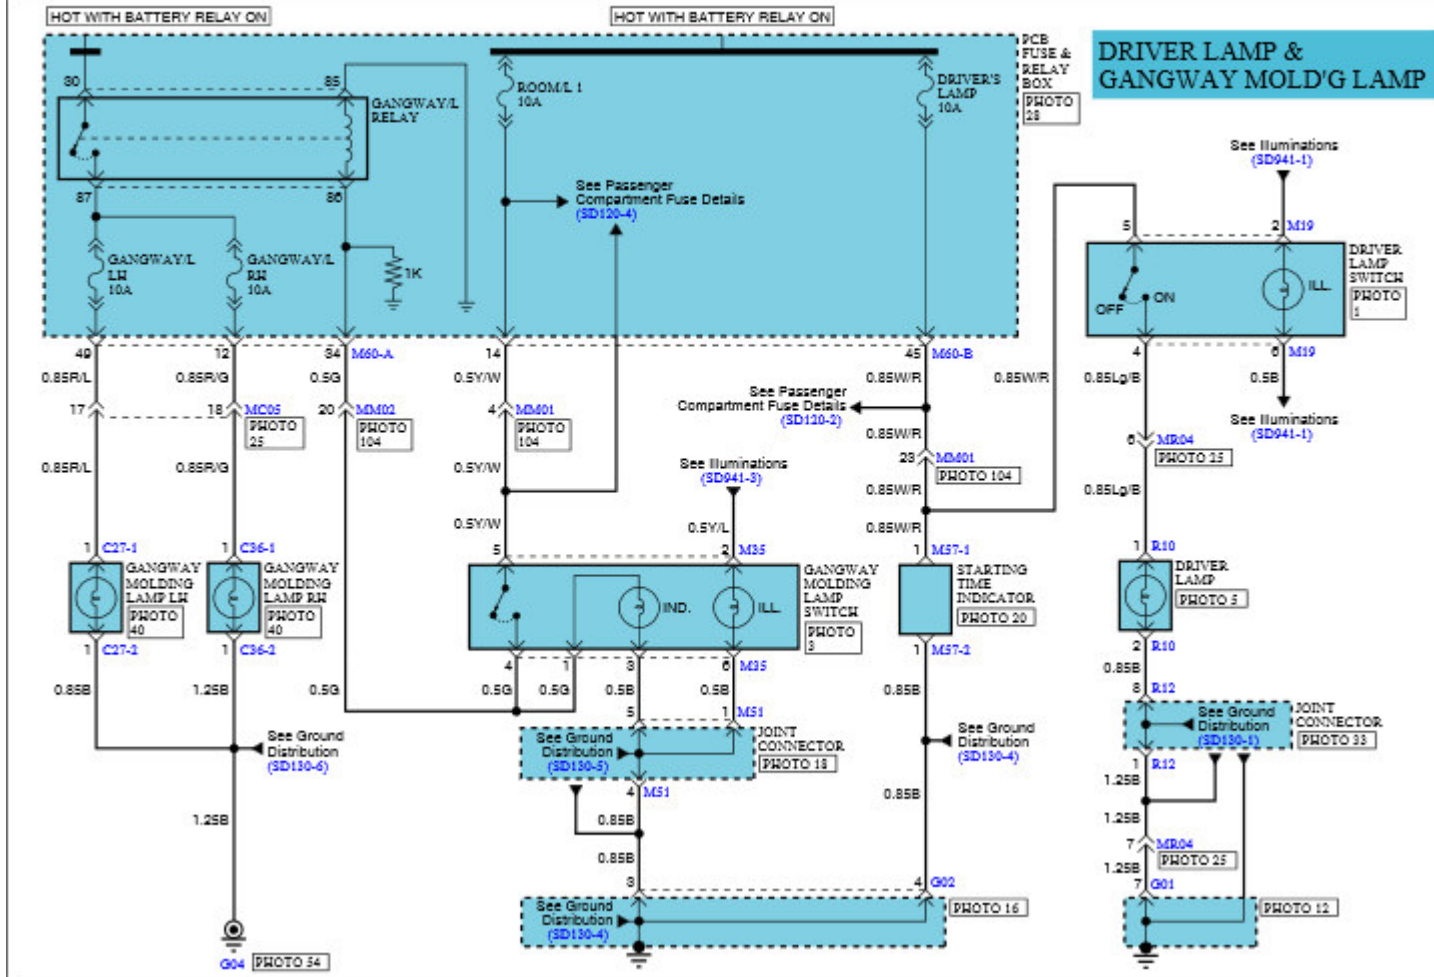 HOT WITH BATTERY RELAY ON
HOT WITH BATTERY RELAY ON
DRIVER LAMP &
GANGWAY MOLD'G LAMP
PCB
FUSE &
RELAY
BOX
PHOTO
28
30
85
GANGWAY/L
RELAY
87
86
ROOM/L 1
10A
DRIVER'S
LAMP
10A
See Passenger
Compartment Fuse Details
(SD120-4)
GANGWAY/L
LH
10A
GANGWAY/L
RH
10A
1K
See Illuminations
(SD941-1)
5
2 M19
DRIVER
LAMP
SWITCH
PHOTO
1
OFF
ON
ILL.
4
6 M19
49
12
34 M60-A
14
45 M60-B
0.85R/L
0.85R/G
0.5G
0.5Y/W
0.85W/R
0.85W/R
0.85Lg/B
0.5B
See Illuminations
(SD941-1)
17
18 MC05
PHOTO
25
20 MM02
PHOTO
104
4 MM01
PHOTO
104
See Passenger
Compartment Fuse Details
(SD120-2)
0.85W/R
23 MM01
PHOTO 104
6 MR04
PHOTO 25
0.85R/L
0.85R/G
0.5Y/W
See Illuminations
(SD941-3)
0.85W/R
0.85Lg/B
0.5Y/W
0.5Y/L
0.85W/R
1 C27-1
1 C36-1
5
2 M35
1 M57-1
1 R10
GANGWAY
MOLDING
LAMP LH
PHOTO
40
GANGWAY
MOLDING
LAMP RH
PHOTO
40
IND.
ILL.
GANGWAY
MOLDING
LAMP
SWITCH
PHOTO
3
STARTING
TIME
INDICATOR
PHOTO 20
DRIVER
LAMP
PHOTO 5
1 C27-2
1 C36-2
4
1
3
6 M35
1 M57-2
2 R10
0.85B
1.25B
0.5G
0.5G
0.5G
0.5B
0.5B
0.85B
0.85B
8 R12
5
1 M51
See Ground
Distribution
(SD130-6)
See Ground
Distribution
(SD130-5)
JOINT
CONNECTOR
PHOTO 18
See Ground
Distribution
(SD130-4)
See Ground
Distribution
(SD130-1)
JOINT
CONNECTOR
PHOTO 33
1 R12
4 M51
1.25B
0.85B
0.85B
1.25B
1.25B
0.85B
7 MR04
PHOTO 25
1.25B
3
4 G02
7 G01
See Ground
Distribution
(SD130-4)
PHOTO 16
PHOTO 12
G04 PHOTO 54